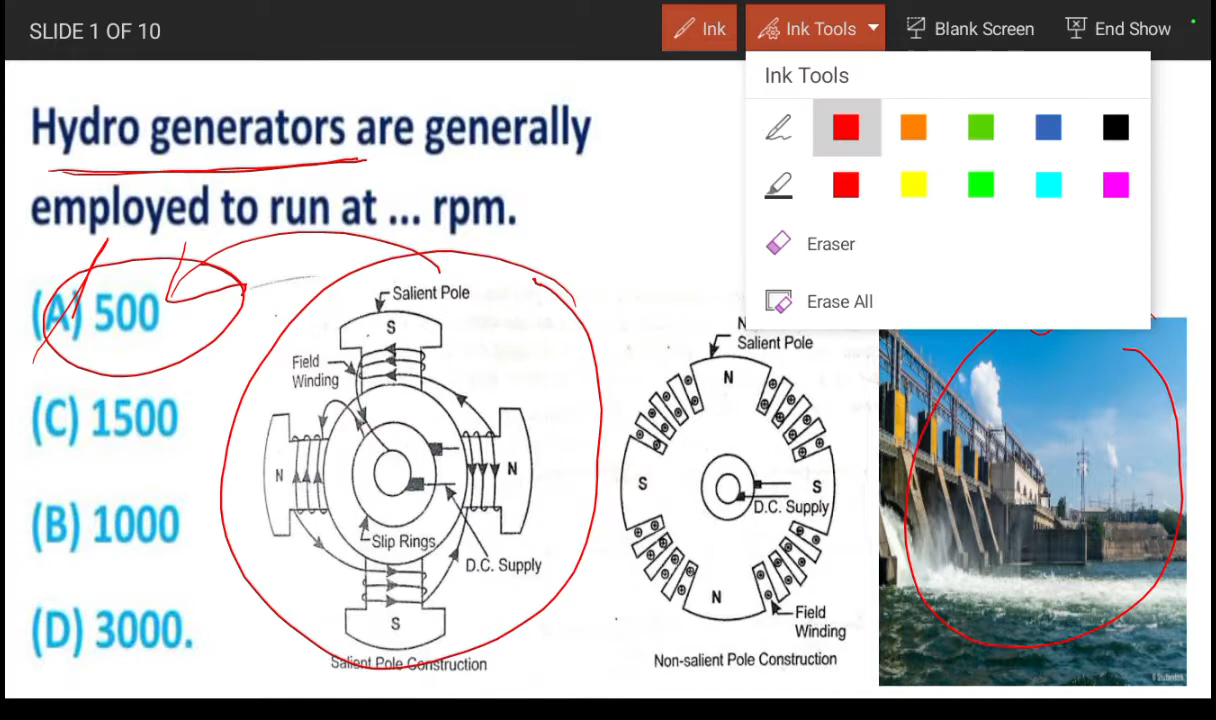 SLIDE 1 OF 10
Ink
Ink Tools
Blank Screen
End Show
Ink Tools
Eraser
Erase All
Hydro generators are generally
employed to run at ... rpm.
(A) 500
(C) 1500
(B) 1000
(D) 3000.
Salient Pole
S
Field
Winding
N
N
Slip Rings
D.C. Supply
S
Salient Pole Construction
Salient Pole
N
S
S
D.C. Supply
N
Field
Winding
Non-salient Pole Construction